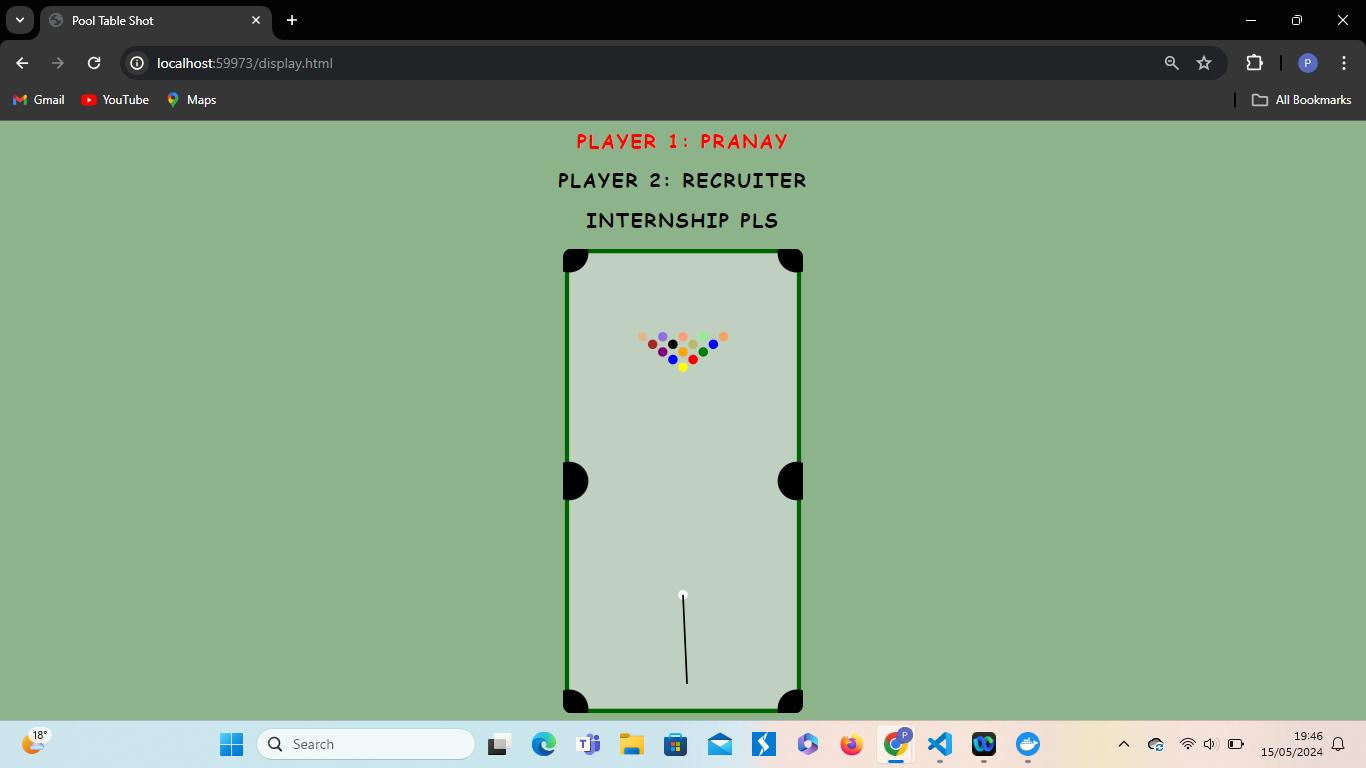 Pool Table Shot
localhost:59973/display.html
P
Gmail
YouTube
Maps
All Bookmarks
PLAYER 1: PRANAY
PLAYER 2: RECRUITER
INTERNSHIP PLS
18°
Search
T
P
19:46
15/05/2024